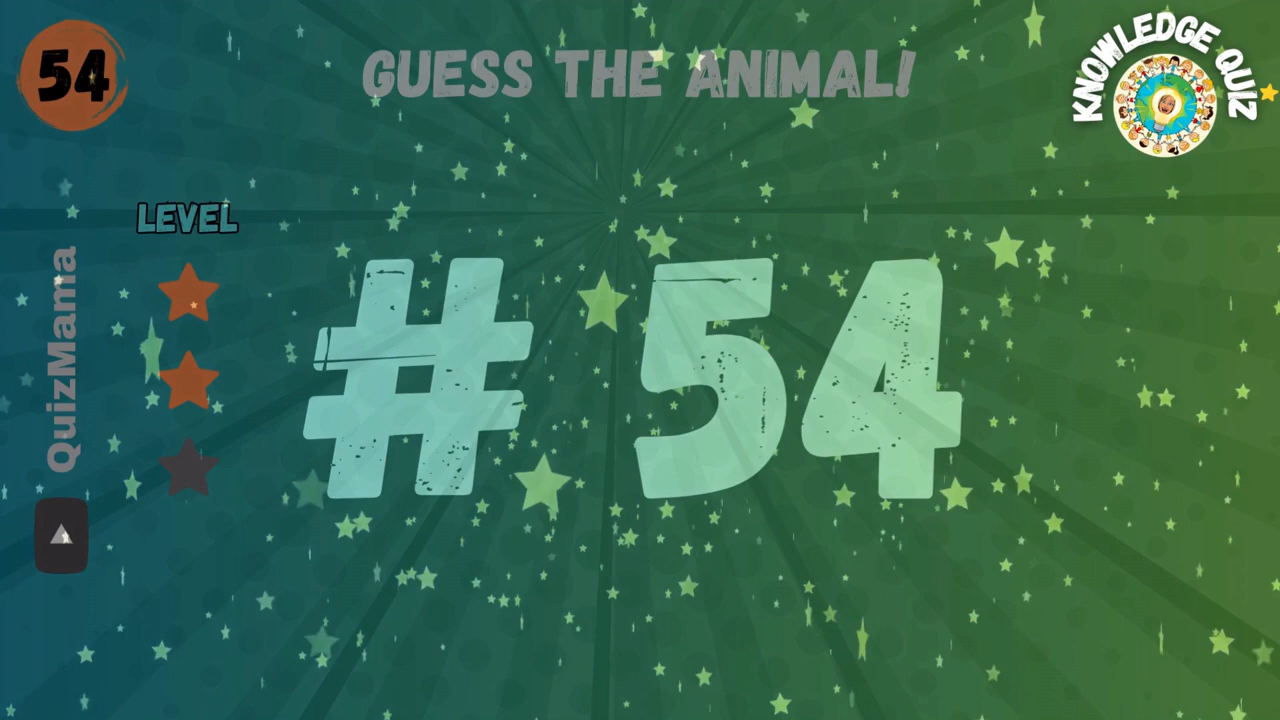 54
GUESS THE ANIMAL!
KNOWLEDGE QUIZ
LEVEL
QuizMama
# 54